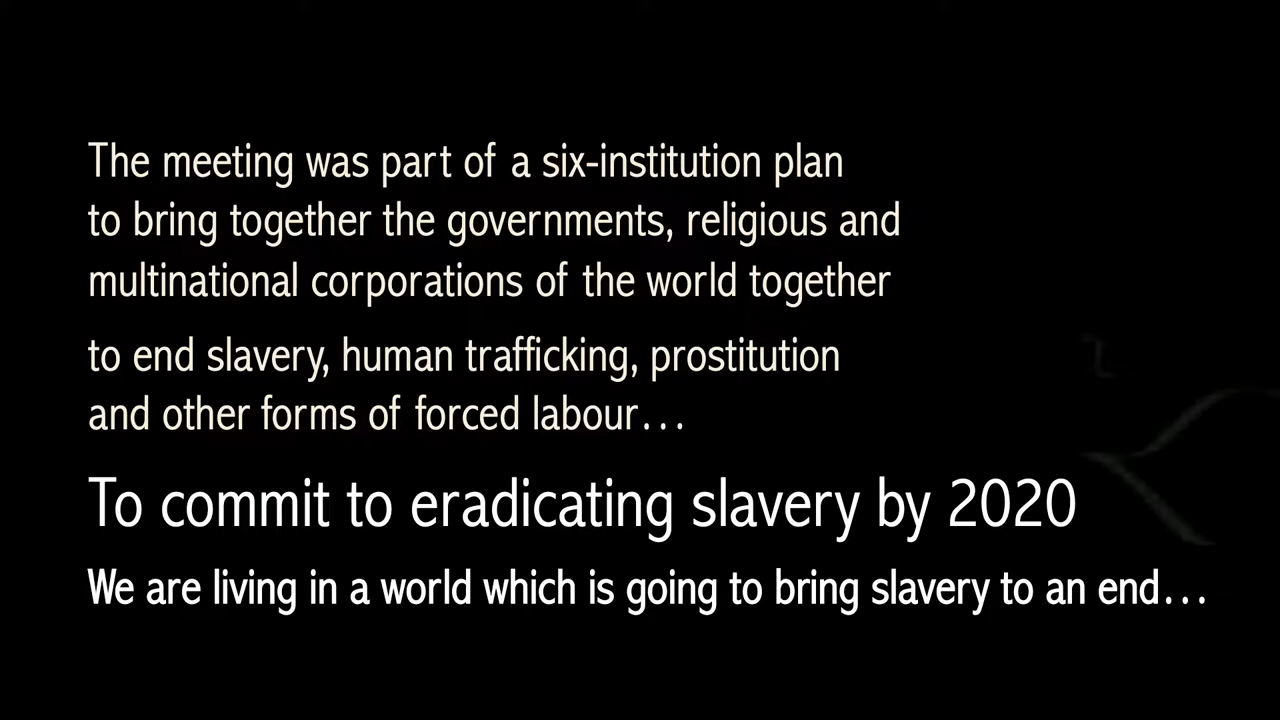 The meeting was part of a six-institution plan
to bring together the governments, religious and
multinational corporations of the world together
to end slavery, human trafficking, prostitution
and other forms of forced labour...
To commit to eradicating slavery by 2020
We are living in a world which is going to bring slavery to an end...